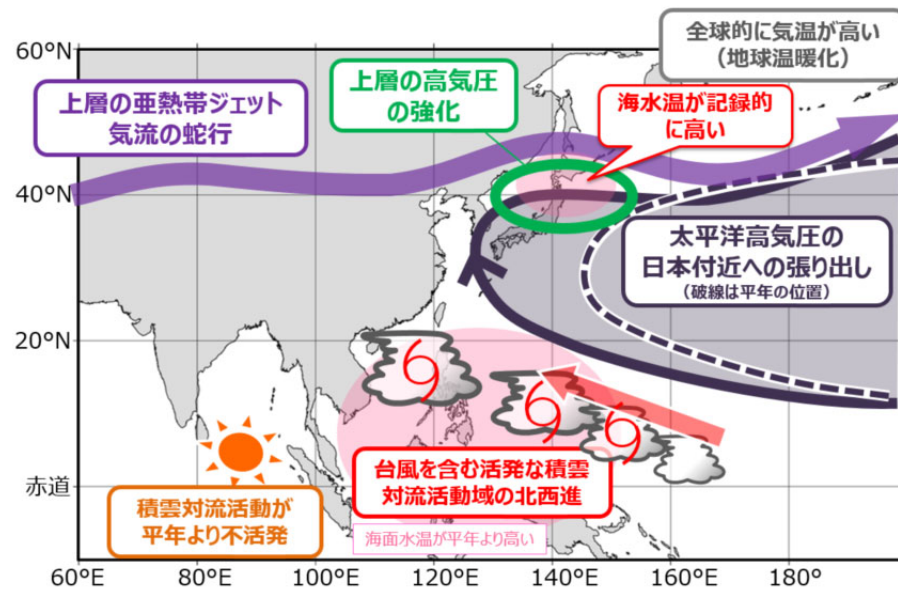 60°N
40°N
20°N
赤道
全球的に気温が高い
(地球温暖化)
上層の亜熱帯ジェット
気流の蛇行
上層の高気圧
の強化
海水温が記録的
に高い
太平洋高気圧の
日本付近への張り出し
(破線は平年の位置)
台風を含む活発な積雲
対流活動域の北西進
積雲対流活動が
平年より不活発
海面水温が平年より高い
60°E
80°E
100°E
120°E
140°E
160°E
180°